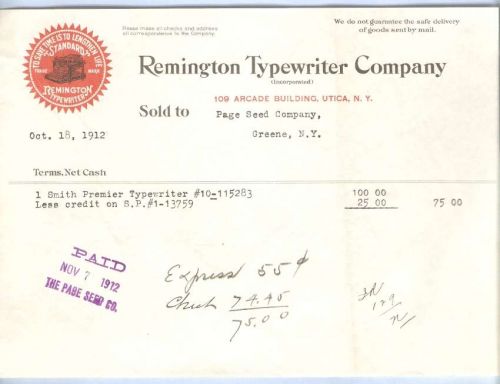 Please make all checks and address
all correspondence to the Company.
We do not guarantee the safe delivery
of goods sent by mail.
TO SAVE TIME IS TO LENGTHEN LIFE
"STANDARD"
TRADE MARK
REMINGTON
TYPEWRITER
Remington Typewriter Company
(Incorporated)
109 ARCADE BUILDING, UTICA, N. Y.
Sold to Page Seed Company,
Greene, N.Y.
Oct. 18, 1912
Terms, Net Cash
1 Smith Premier Typewriter #10-115283 100 00
Less credit on S.P.#1-13759 25 00 75 00
PAID
NOV 7 1912
THE PAGE SEED CO.
Express 55¢
Check 74.45
75.00